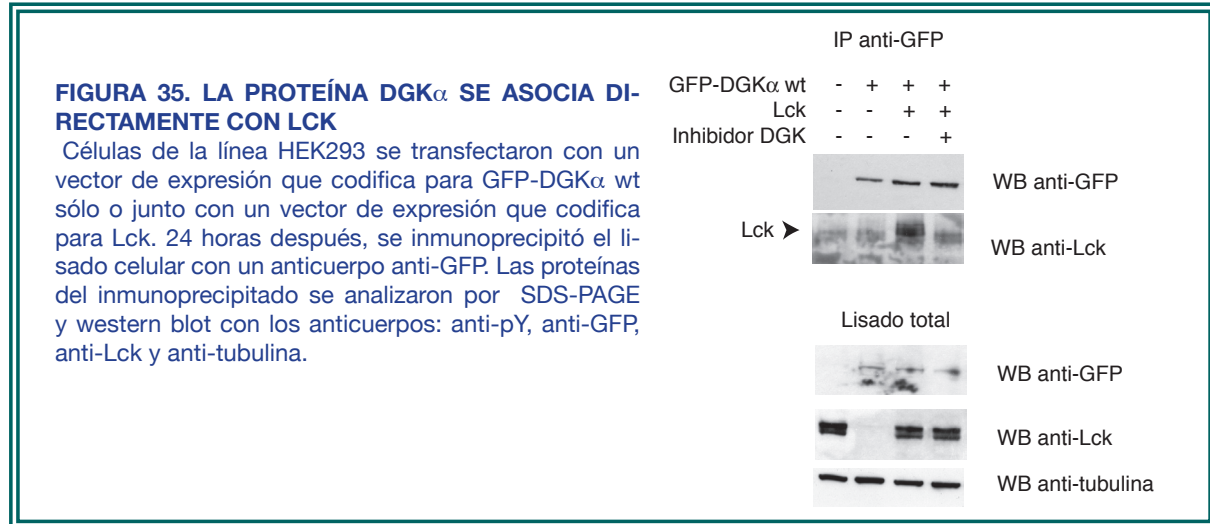 FIGURA 35. LA PROTEÍNA DGKα SE ASOCIA DI-
RECTAMENTE CON LCK
Células de la línea HEK293 se transfectaron con un
vector de expresión que codifica para GFP-DGKα wt
sólo o junto con un vector de expresión que codifica
para Lck. 24 horas después, se inmunoprecipitó el li-
sado celular con un anticuerpo anti-GFP. Las proteínas
del inmunoprecipitado se analizaron por SDS-PAGE
y western blot con los anticuerpos: anti-pY, anti-GFP,
anti-Lck y anti-tubulina.
IP anti-GFP
GFP-DGKα wt - + + +
Lck - - + +
Inhibidor DGK - - - +
WB anti-GFP
Lck ➤
WB anti-Lck
Lisado total
WB anti-GFP
WB anti-Lck
WB anti-tubulina